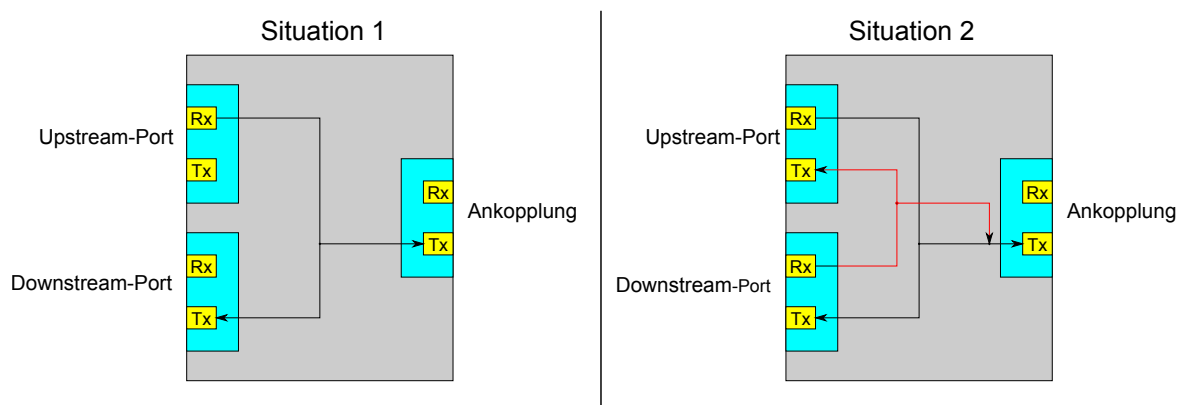 Situation 1
Upstream-Port
Rx
Tx
Rx
Tx
Ankopplung
Downstream-Port
Rx
Tx
Situation 2
Upstream-Port
Rx
Tx
Rx
Tx
Ankopplung
Downstream-Port
Rx
Tx